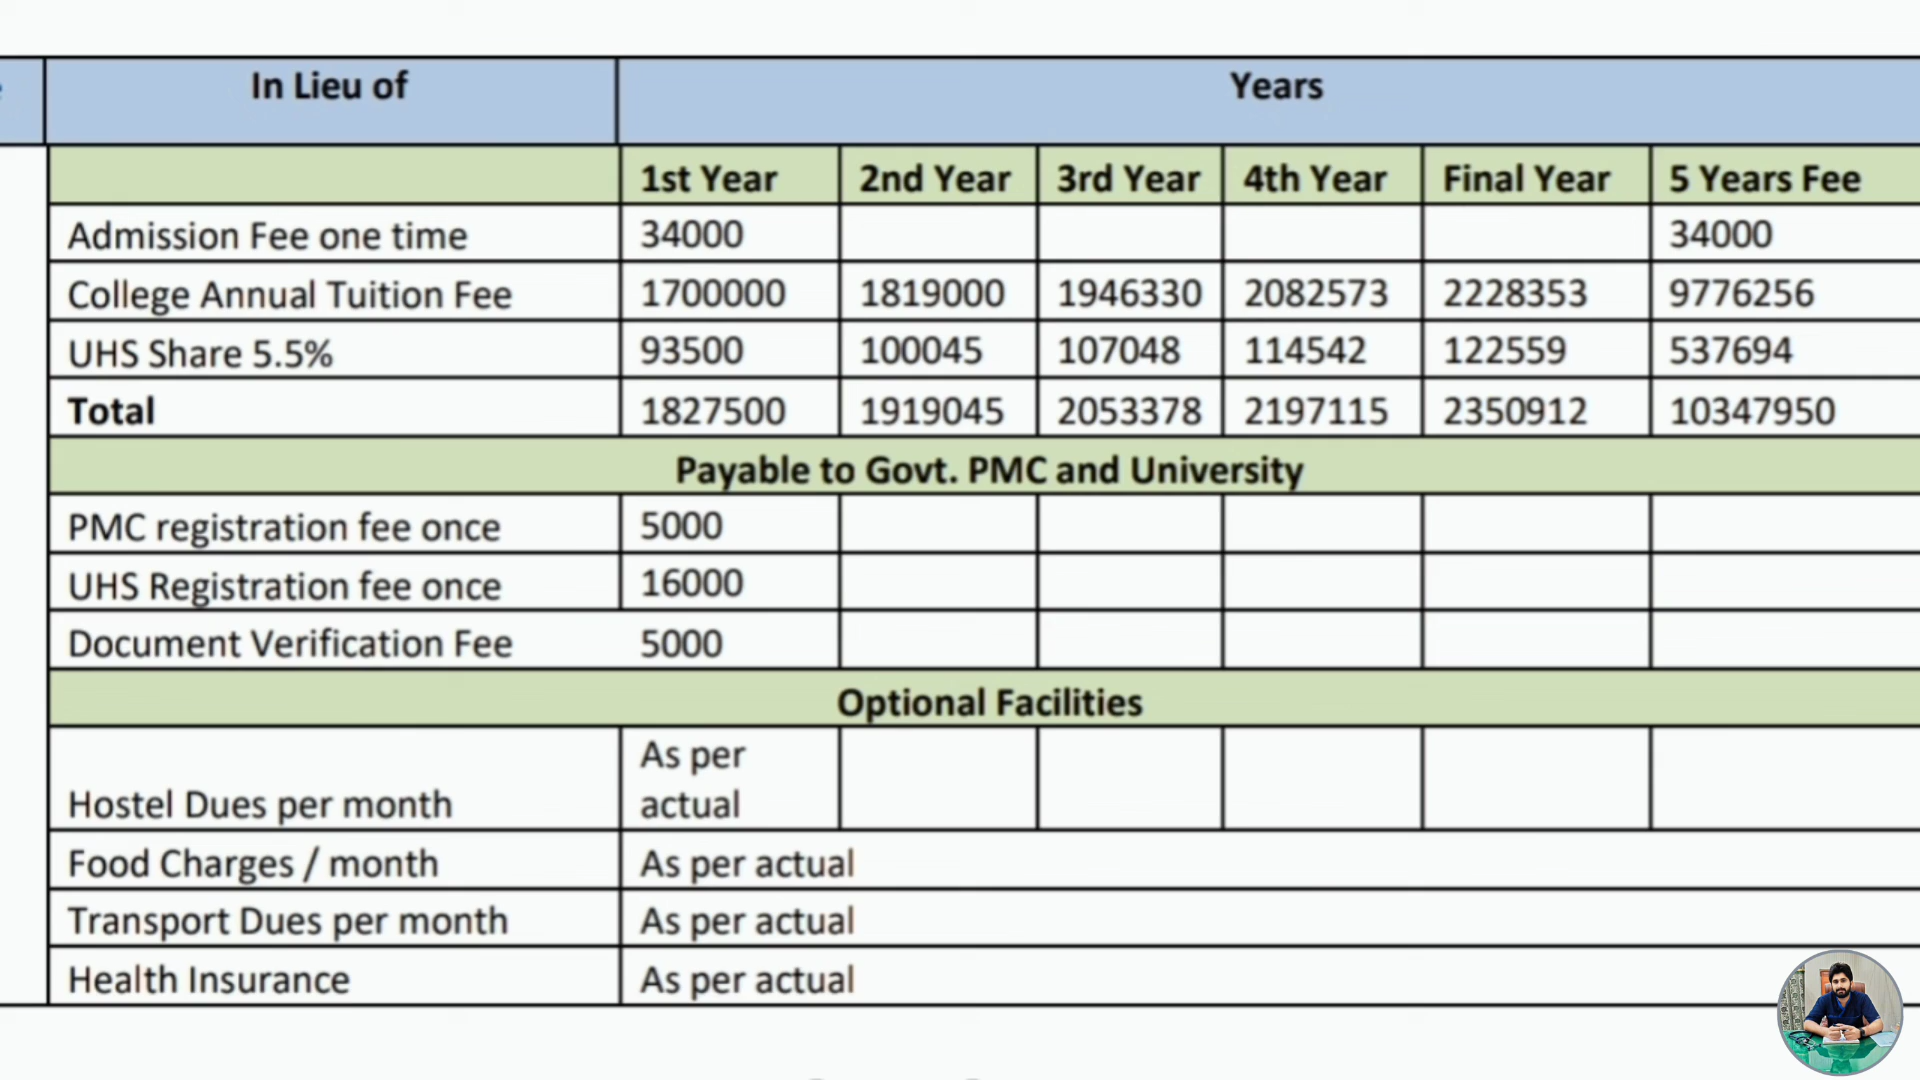 In Lieu of Years
1st Year 2nd Year 3rd Year 4th Year Final Year 5 Years Fee
Admission Fee one time 34000 34000
College Annual Tuition Fee 1700000 1819000 1946330 2082573 2228353 9776256
UHS Share 5.5% 93500 100045 107048 114542 122559 537694
Total 1827500 1919045 2053378 2197115 2350912 10347950
Payable to Govt. PMC and University
PMC registration fee once 5000
UHS Registration fee once 16000
Document Verification Fee 5000
Optional Facilities
Hostel Dues per month As per actual
Food Charges / month As per actual
Transport Dues per month As per actual
Health Insurance As per actual